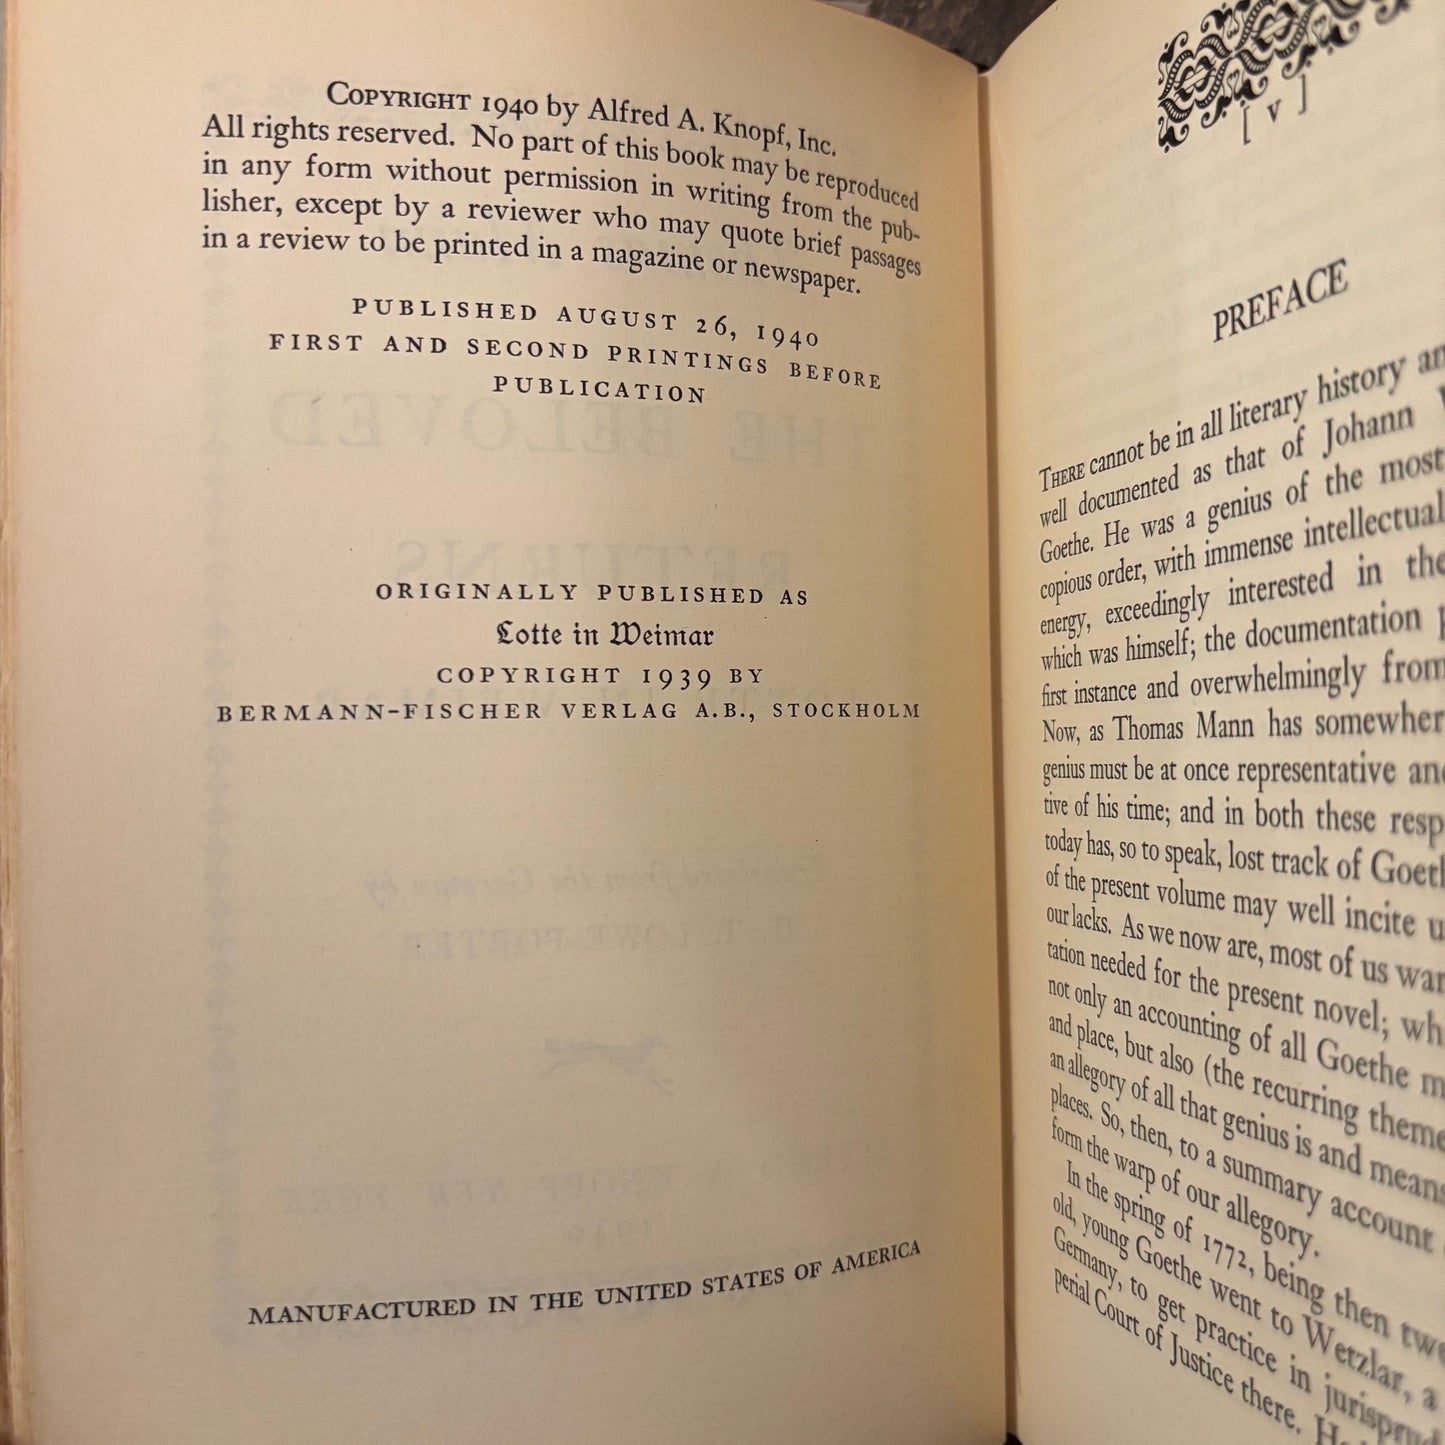 Copyright 1940 by Alfred A. Knopf, Inc.
All rights reserved. No part of this book may be reproduced
in any form without permission in writing from the pub-
lisher, except by a reviewer who may quote brief passages
in a review to be printed in a magazine or newspaper.
PUBLISHED AUGUST 26, 1940
FIRST AND SECOND PRINTINGS BEFORE
PUBLICATION
ORIGINALLY PUBLISHED AS
Lotte in Weimar
COPYRIGHT 1939 BY
BERMANN-FISCHER VERLAG A.B., STOCKHOLM
MANUFACTURED IN THE UNITED STATES OF AMERICA
[ v ]
PREFACE
There cannot be in all literary history
well documented as that of Johann
Goethe. He was a genius of the most
copious order, with immense intellectual
energy, exceedingly interested in the
which was himself; the documentation
first instance and overwhelmingly from
Now, as Thomas Mann has
genius must be at once representative
tive of his time; and in both these
today has, so to speak, lost track of
of the present volume may well incite
our lacks. As we now are, most of us
tation needed for the present novel;
not only an accounting of all Goethe
and place, but also (the recurring theme
an allegory of all that genius is and means
places. So, then, to a summary account
form the warp of our allegory.
In the spring of 1772, being then
old, young Goethe went to Wetzlar, a
Germany, to get practice in
perial Court of Justice there.